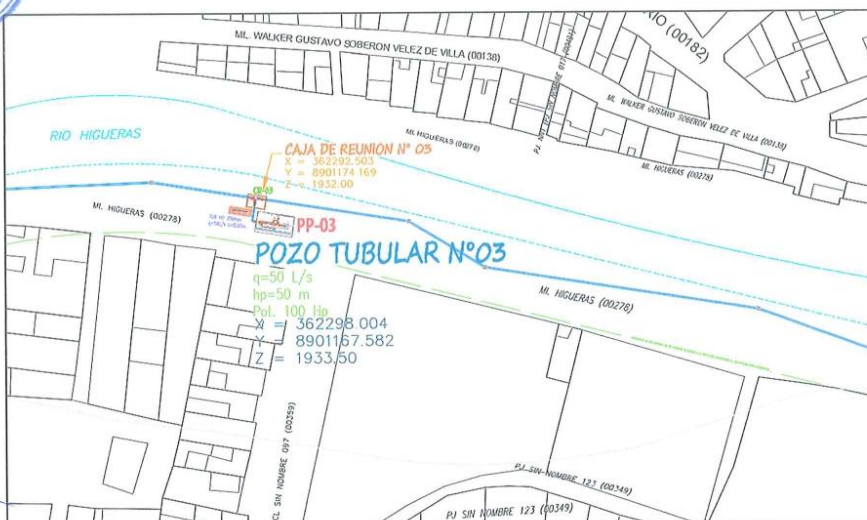 RIO (00182)
ML. WALKER GUSTAVO SOBERON VELEZ DE VILLA (00138)
ML. WALKER GUSTAVO SOBERON VELEZ DE VILLA (00138)
RIO HIGUERAS
ML HIGUERAS (00278)
ML HIGUERAS (00278)
CAJA DE REUNION N° 03
X = 362292.503
Y = 8901174.169
Z = 1932.00
CR-03
ML HIGUERAS (00278)
PP-03
POZO TUBULAR N°03
q=50 L/s
hp=50 m
Pot. 100 Hp
X = 362298.004
Y = 8901167.582
Z = 1933.50
ML HIGUERAS (00278)
CL SIN NOMBRE 097 (00359)
PJ SIN NOMBRE 123 (00349)
PJ SIN NOMBRE 123 (00349)